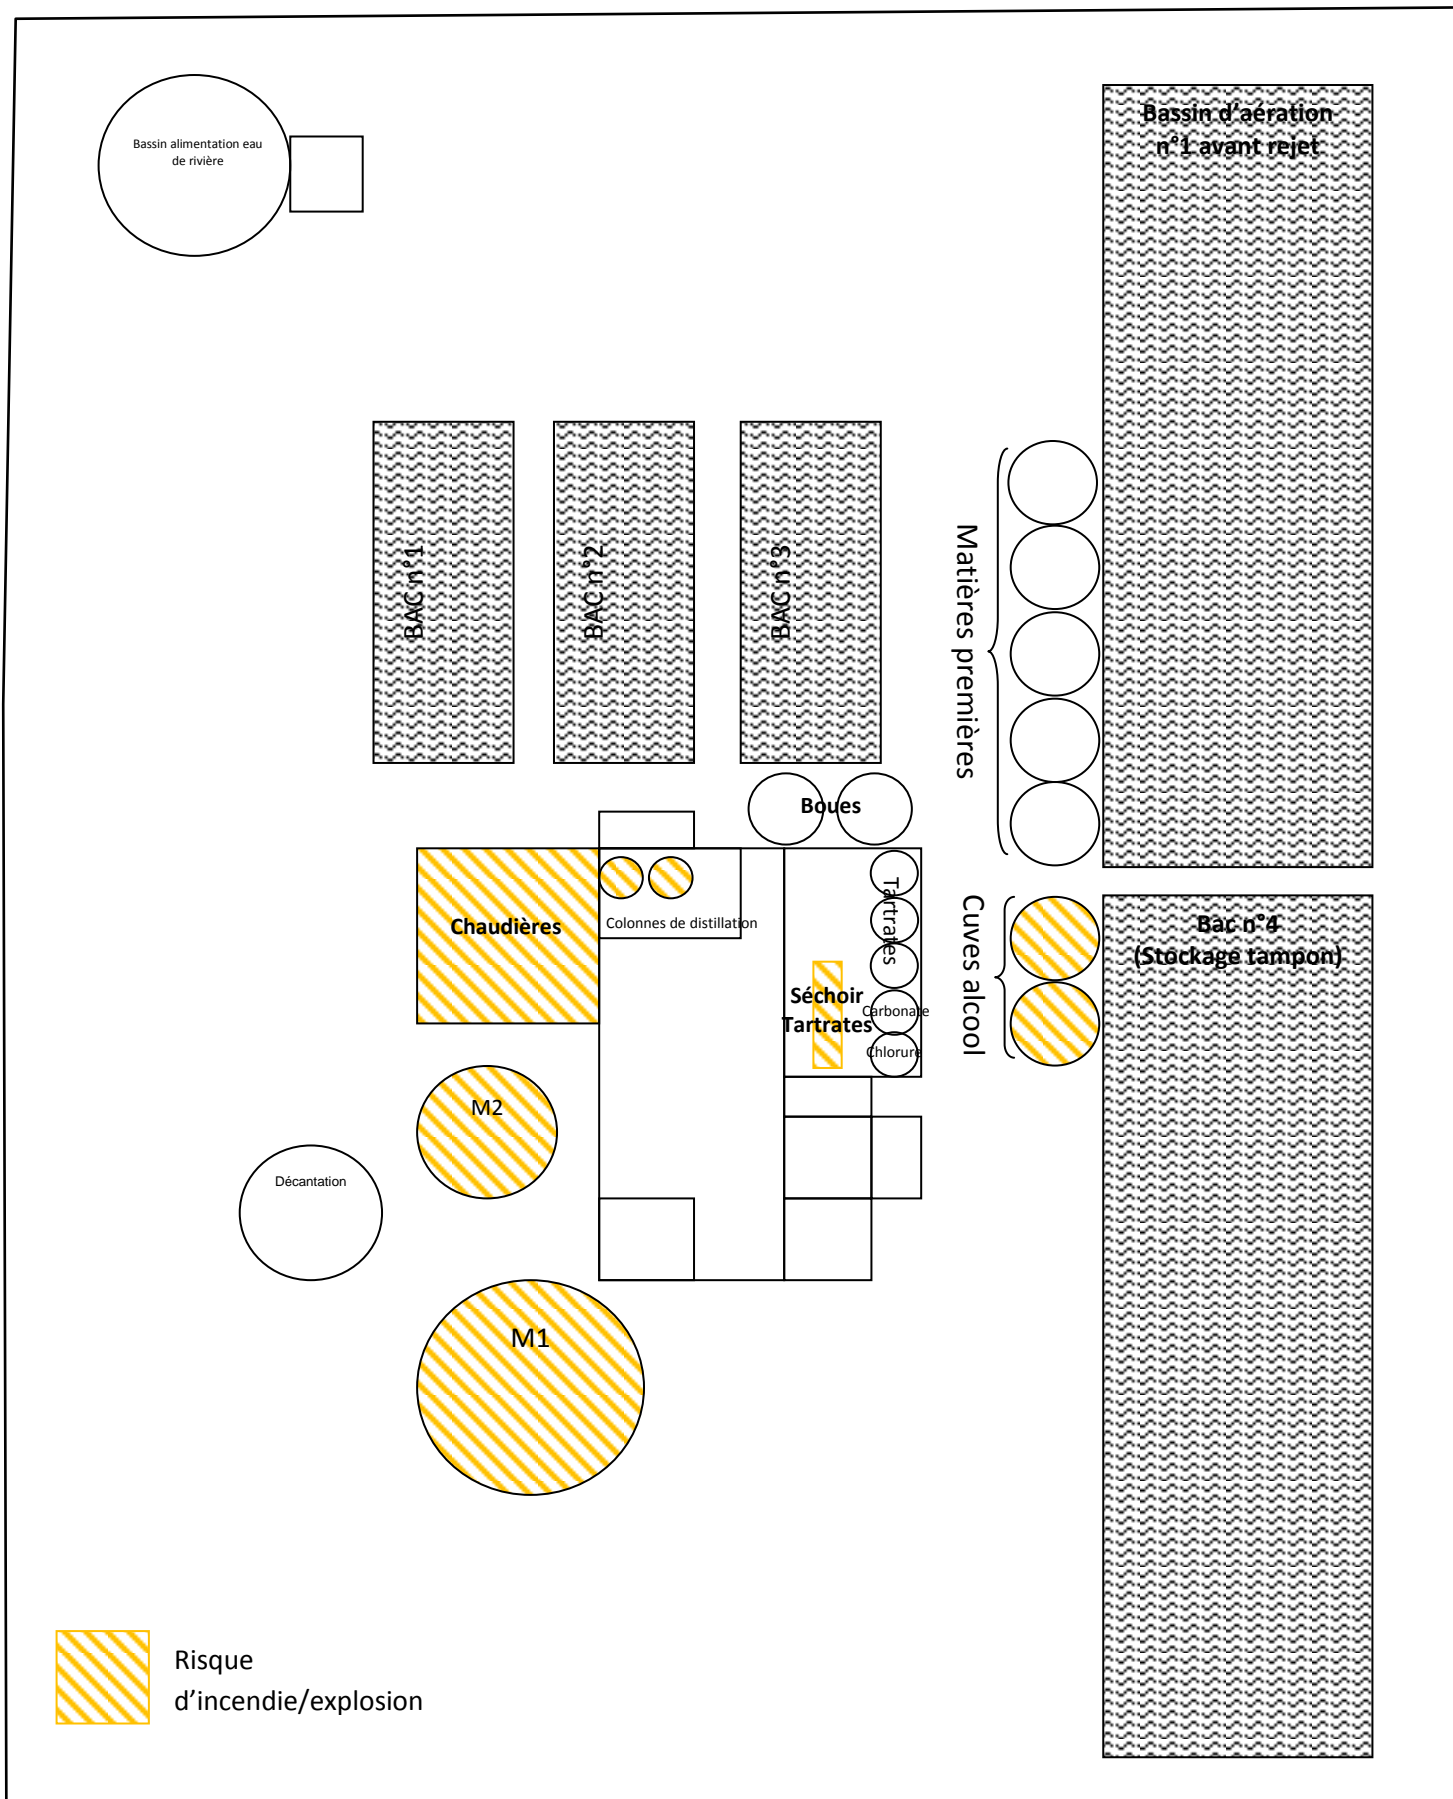 Bassin d'aération
n°1 avant rejet
Bassin alimentation eau
de rivière
BAC n°1
BAC n°2
BAC n°3
Matières premières
Boues
Chaudières
Colonnes de distillation
Tartrates
Cuves alcool
Bac n°4
(Stockage tampon)
Séchoir
Tartrates
Carbonate
Chlorure
M2
Décantation
M1
Risque
d'incendie/explosion